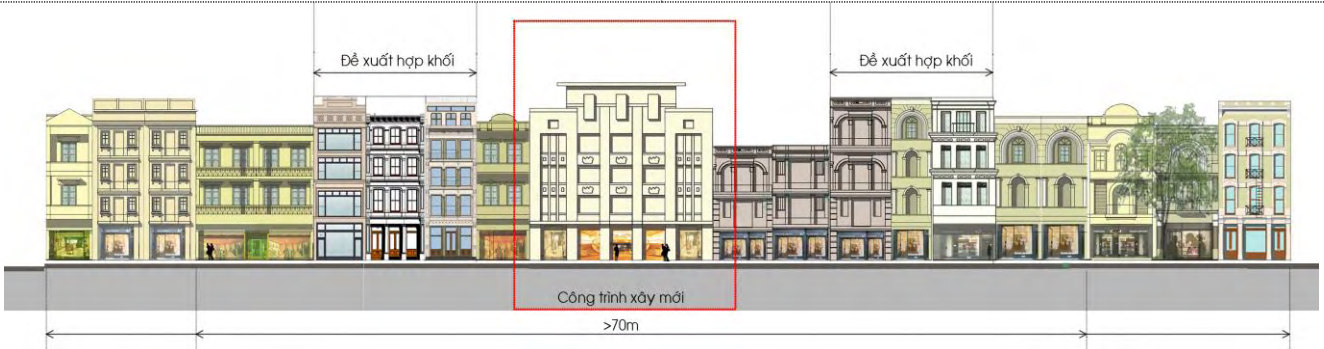 Đề xuất hợp khối
Đề xuất hợp khối
Công trình xây mới
>70m